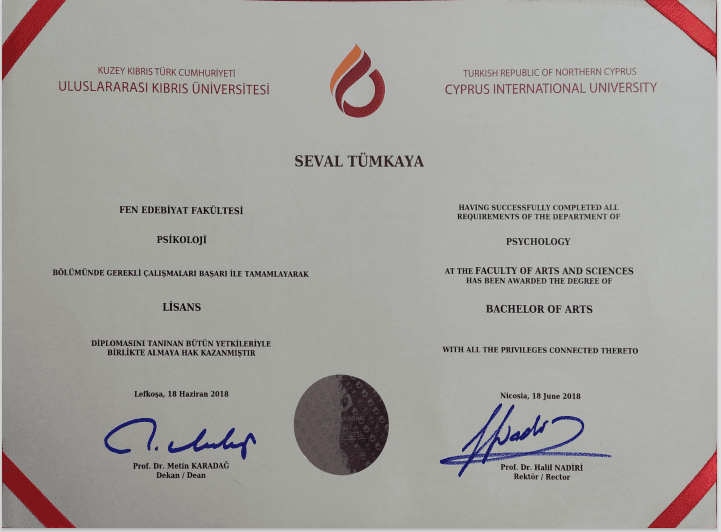 KUZEY KIBRIS TÜRK CUMHURİYETİ
ULUSLARARASI KIBRIS ÜNİVERSİTESİ
TURKISH REPUBLIC OF NORTHERN CYPRUS
CYPRUS INTERNATIONAL UNIVERSITY
SEVAL TÜMKAYA
FEN EDEBİYAT FAKÜLTESİ
PSİKOLOJİ
BÖLÜMÜNDE GEREKLİ ÇALIŞMALARI BAŞARI İLE TAMAMLAYARAK
LİSANS
DİPLOMASINI TANINAN BÜTÜN YETKİLERİYLE
BİRLİKTE ALMAYA HAK KAZANMIŞTIR
Lefkoşa, 18 Haziran 2018
Prof. Dr. Metin KARADAĞ
Dekan / Dean
HAVING SUCCESSFULLY COMPLETED ALL
REQUIREMENTS OF THE DEPARTMENT OF
PSYCHOLOGY
AT THE FACULTY OF ARTS AND SCIENCES
HAS BEEN AWARDED THE DEGREE OF
BACHELOR OF ARTS
WITH ALL THE PRIVILEGES CONNECTED THERETO
Nicosia, 18 June 2018
Prof. Dr. Halil NADİRİ
Rektör / Rector